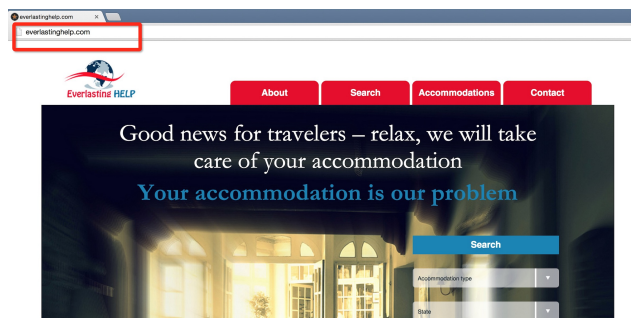 everlastinghelp.com
everlastinghelp.com
Everlasting HELP
About Search Accommodations Contact
Good news for travelers – relax, we will take
care of your accommodation
Your accommodation is our problem
Search
Accommodation type
State